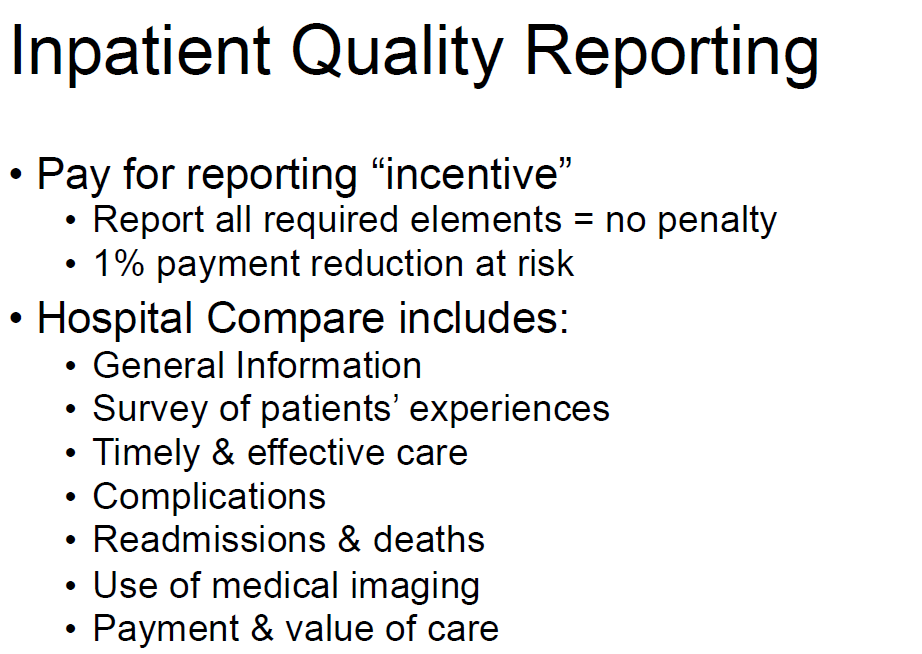 Inpatient Quality Reporting
• Pay for reporting “incentive”
• Report all required elements = no penalty
• 1% payment reduction at risk
• Hospital Compare includes:
• General Information
• Survey of patients’ experiences
• Timely & effective care
• Complications
• Readmissions & deaths
• Use of medical imaging
• Payment & value of care